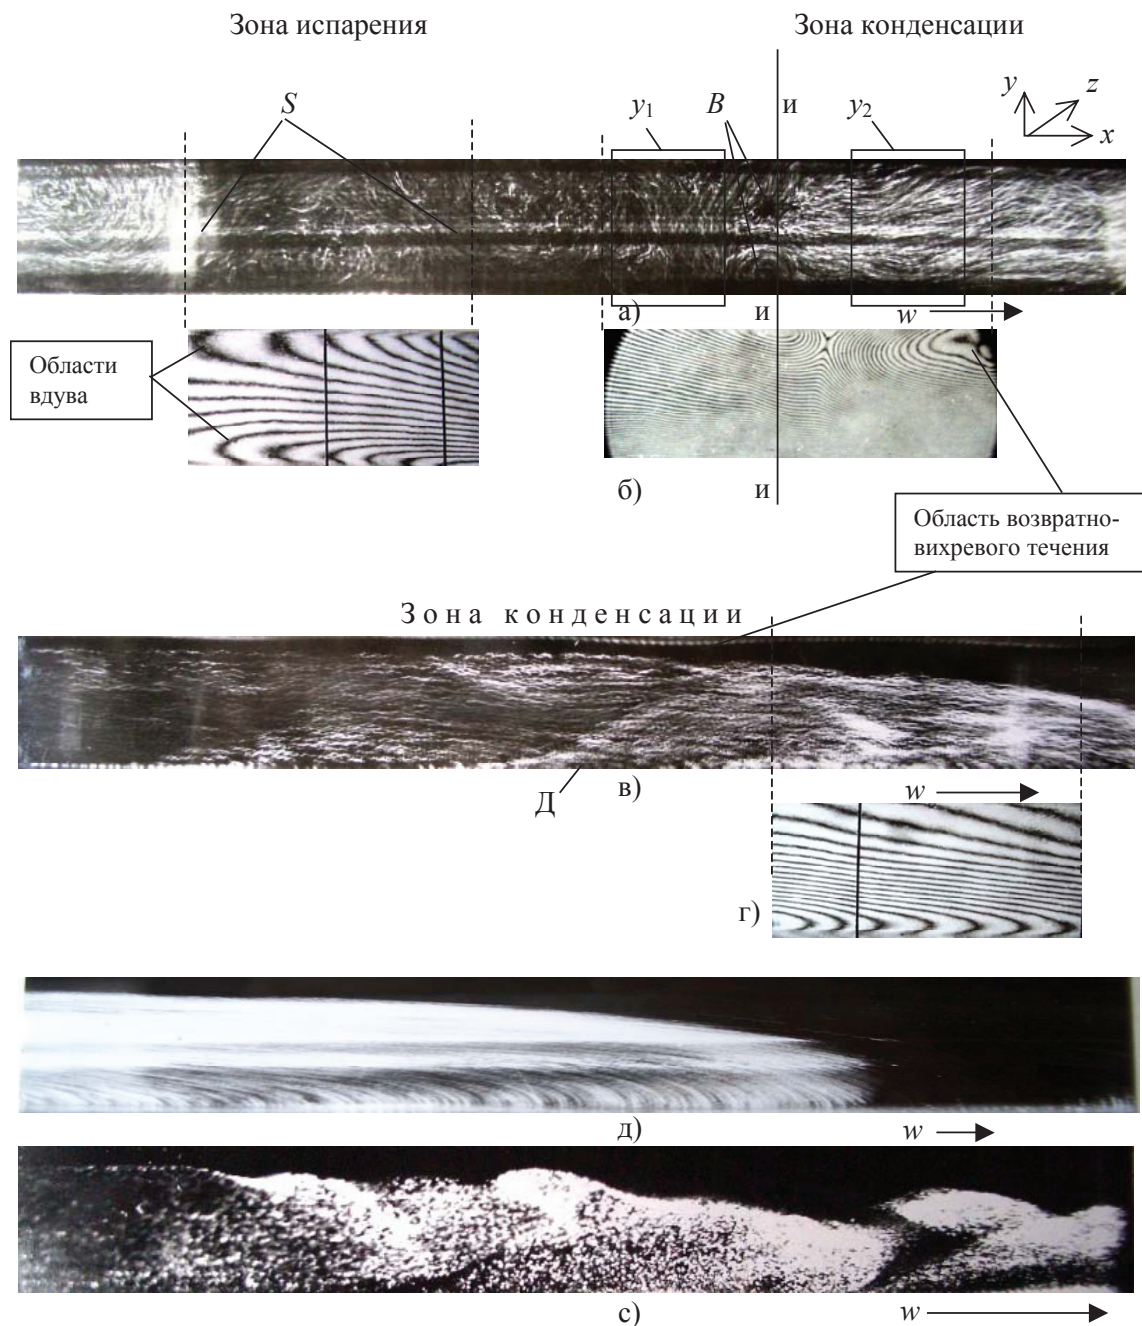 Зона испарения
Зона конденсации
S
y1
B
и
y2
y
z
x
а)
и
w
Области
вдува
б)
и
Область возвратно-
вихревого течения
Зона конденсации
Д
в)
w
г)
д)
w
с)
w